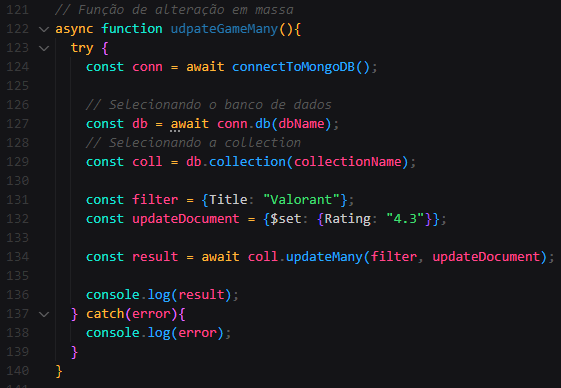 121 // Função de alteração em massa
122 async function udpateGameMany(){
123 try {
124 const conn = await connectToMongoDB();
125
126 // Selecionando o banco de dados
127 const db = await conn.db(dbName);
128 // Selecionando a collection
129 const coll = db.collection(collectionName);
130
131 const filter = {Title: "Valorant"};
132 const updateDocument = {$set: {Rating: "4.3"}};
133
134 const result = await coll.updateMany(filter, updateDocument);
135
136 console.log(result);
137 } catch(error){
138 console.log(error);
139 }
140 }